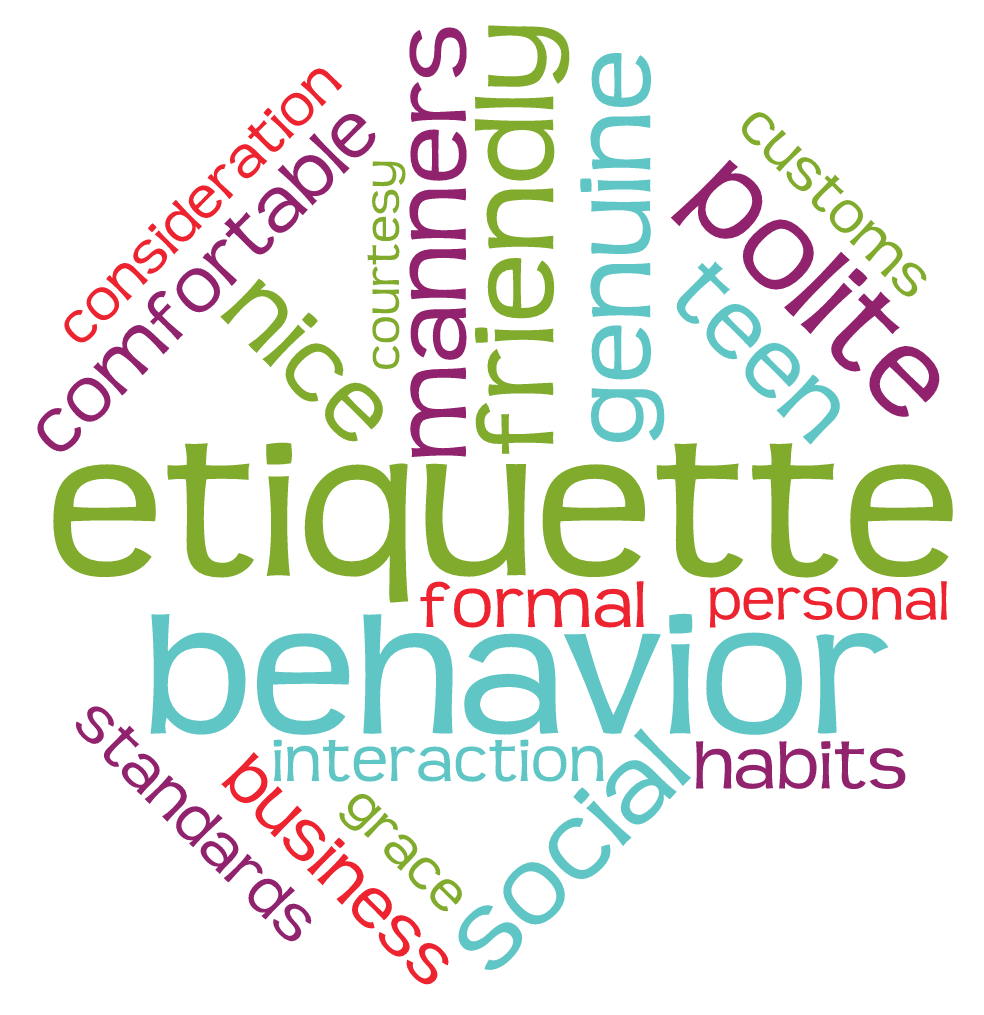 consideration
comfortable
nice
courtesy
manners
friendly
genuine
customs
polite
teen
etiquette
formal
personal
behavior
interaction
habits
standards
business
grace
social